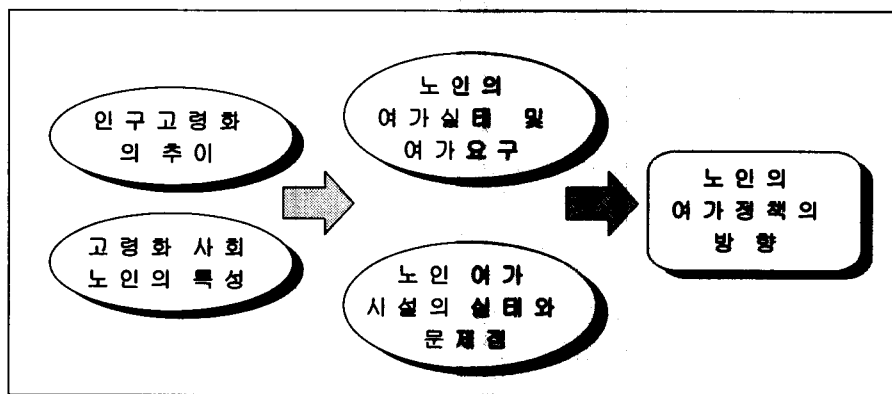 인구고령화
의 추이
고령화 사회
노인의 특성
노인의
여가실태 및
여가요구
노인 여가
시설의 실태와
문제점
노인의
여가정책의
방향